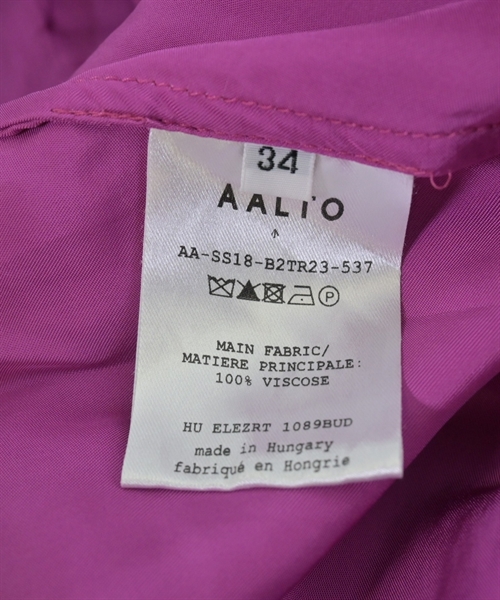 34
AALTO
AA-SS18-B2TR23-537
MAIN FABRIC/
MATIERE PRINCIPALE:
100% VISCOSE
HU ELEZRT 1089BUD
made in Hungary
fabriqué en Hongrie